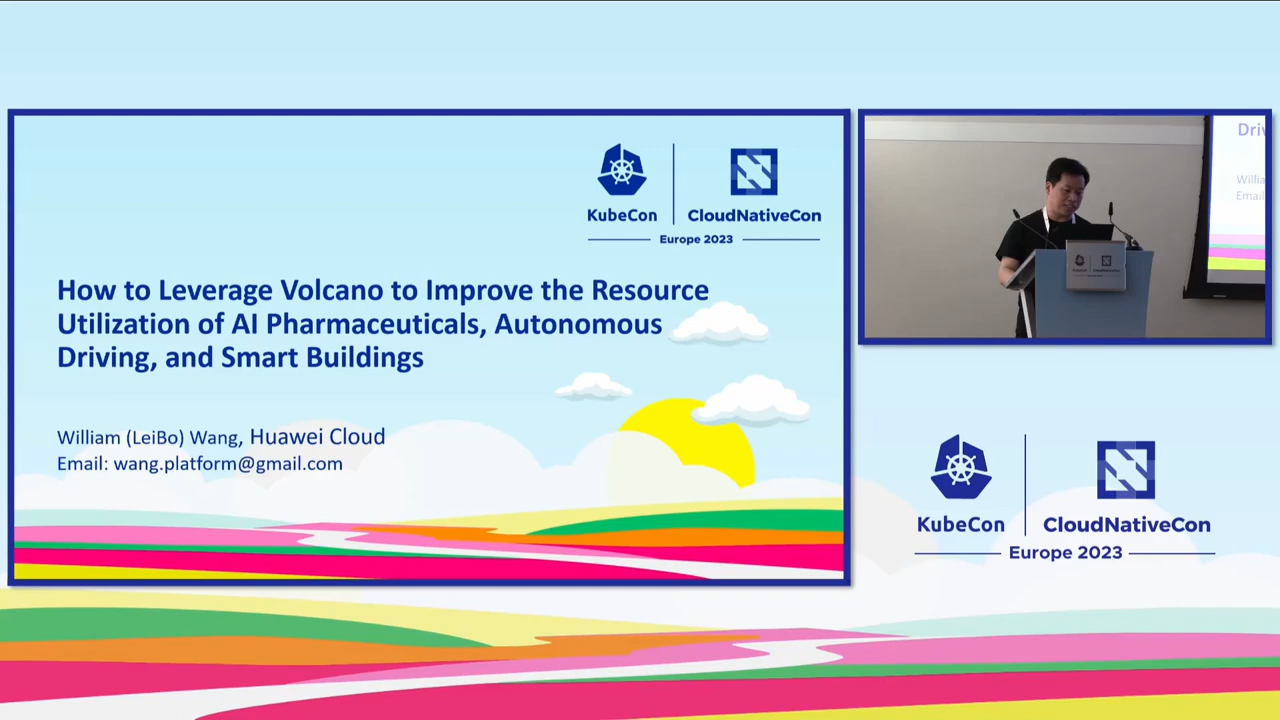 KubeCon
CloudNativeCon
Europe 2023
How to Leverage Volcano to Improve the Resource
Utilization of AI Pharmaceuticals, Autonomous
Driving, and Smart Buildings
William (LeiBo) Wang, Huawei Cloud
Email: wang.platform@gmail.com
Email
KubeCon
CloudNativeCon
Europe 2023